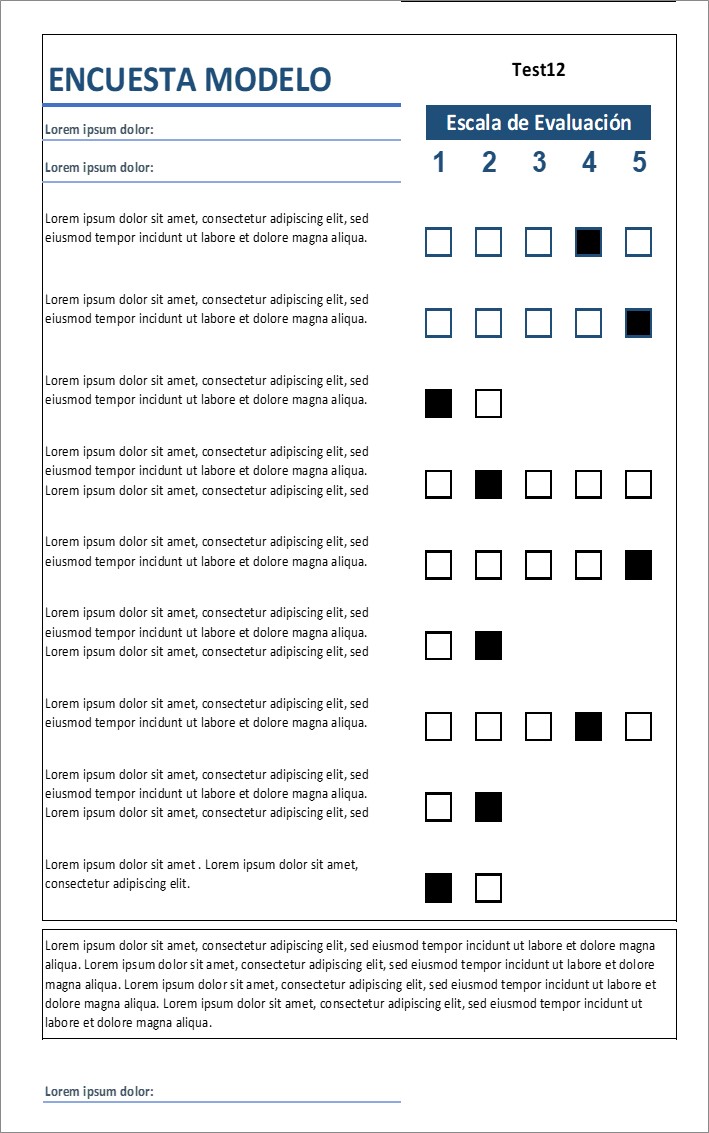 ENCUESTA MODELO
Test12
Lorem ipsum dolor:
Escala de Evaluación
Lorem ipsum dolor:
1 2 3 4 5
Lorem ipsum dolor sit amet, consectetur adipiscing elit, sed
eiusmod tempor incidunt ut labore et dolore magna aliqua.
Lorem ipsum dolor sit amet, consectetur adipiscing elit, sed
eiusmod tempor incidunt ut labore et dolore magna aliqua.
Lorem ipsum dolor sit amet, consectetur adipiscing elit, sed
eiusmod tempor incidunt ut labore et dolore magna aliqua.
Lorem ipsum dolor sit amet, consectetur adipiscing elit, sed
eiusmod tempor incidunt ut labore et dolore magna aliqua.
Lorem ipsum dolor sit amet, consectetur adipiscing elit, sed
Lorem ipsum dolor sit amet, consectetur adipiscing elit, sed
eiusmod tempor incidunt ut labore et dolore magna aliqua.
Lorem ipsum dolor sit amet, consectetur adipiscing elit, sed
eiusmod tempor incidunt ut labore et dolore magna aliqua.
Lorem ipsum dolor sit amet, consectetur adipiscing elit, sed
Lorem ipsum dolor sit amet, consectetur adipiscing elit, sed
eiusmod tempor incidunt ut labore et dolore magna aliqua.
Lorem ipsum dolor sit amet, consectetur adipiscing elit, sed
eiusmod tempor incidunt ut labore et dolore magna aliqua.
Lorem ipsum dolor sit amet, consectetur adipiscing elit, sed
Lorem ipsum dolor sit amet . Lorem ipsum dolor sit amet,
consectetur adipiscing elit.
Lorem ipsum dolor sit amet, consectetur adipiscing elit, sed eiusmod tempor incidunt ut labore et dolore magna
aliqua. Lorem ipsum dolor sit amet, consectetur adipiscing elit, sed eiusmod tempor incidunt ut labore et dolore
magna aliqua. Lorem ipsum dolor sit amet, consectetur adipiscing elit, sed eiusmod tempor incidunt ut labore et
dolore magna aliqua. Lorem ipsum dolor sit amet, consectetur adipiscing elit, sed eiusmod tempor incidunt ut
labore et dolore magna aliqua.
Lorem ipsum dolor: